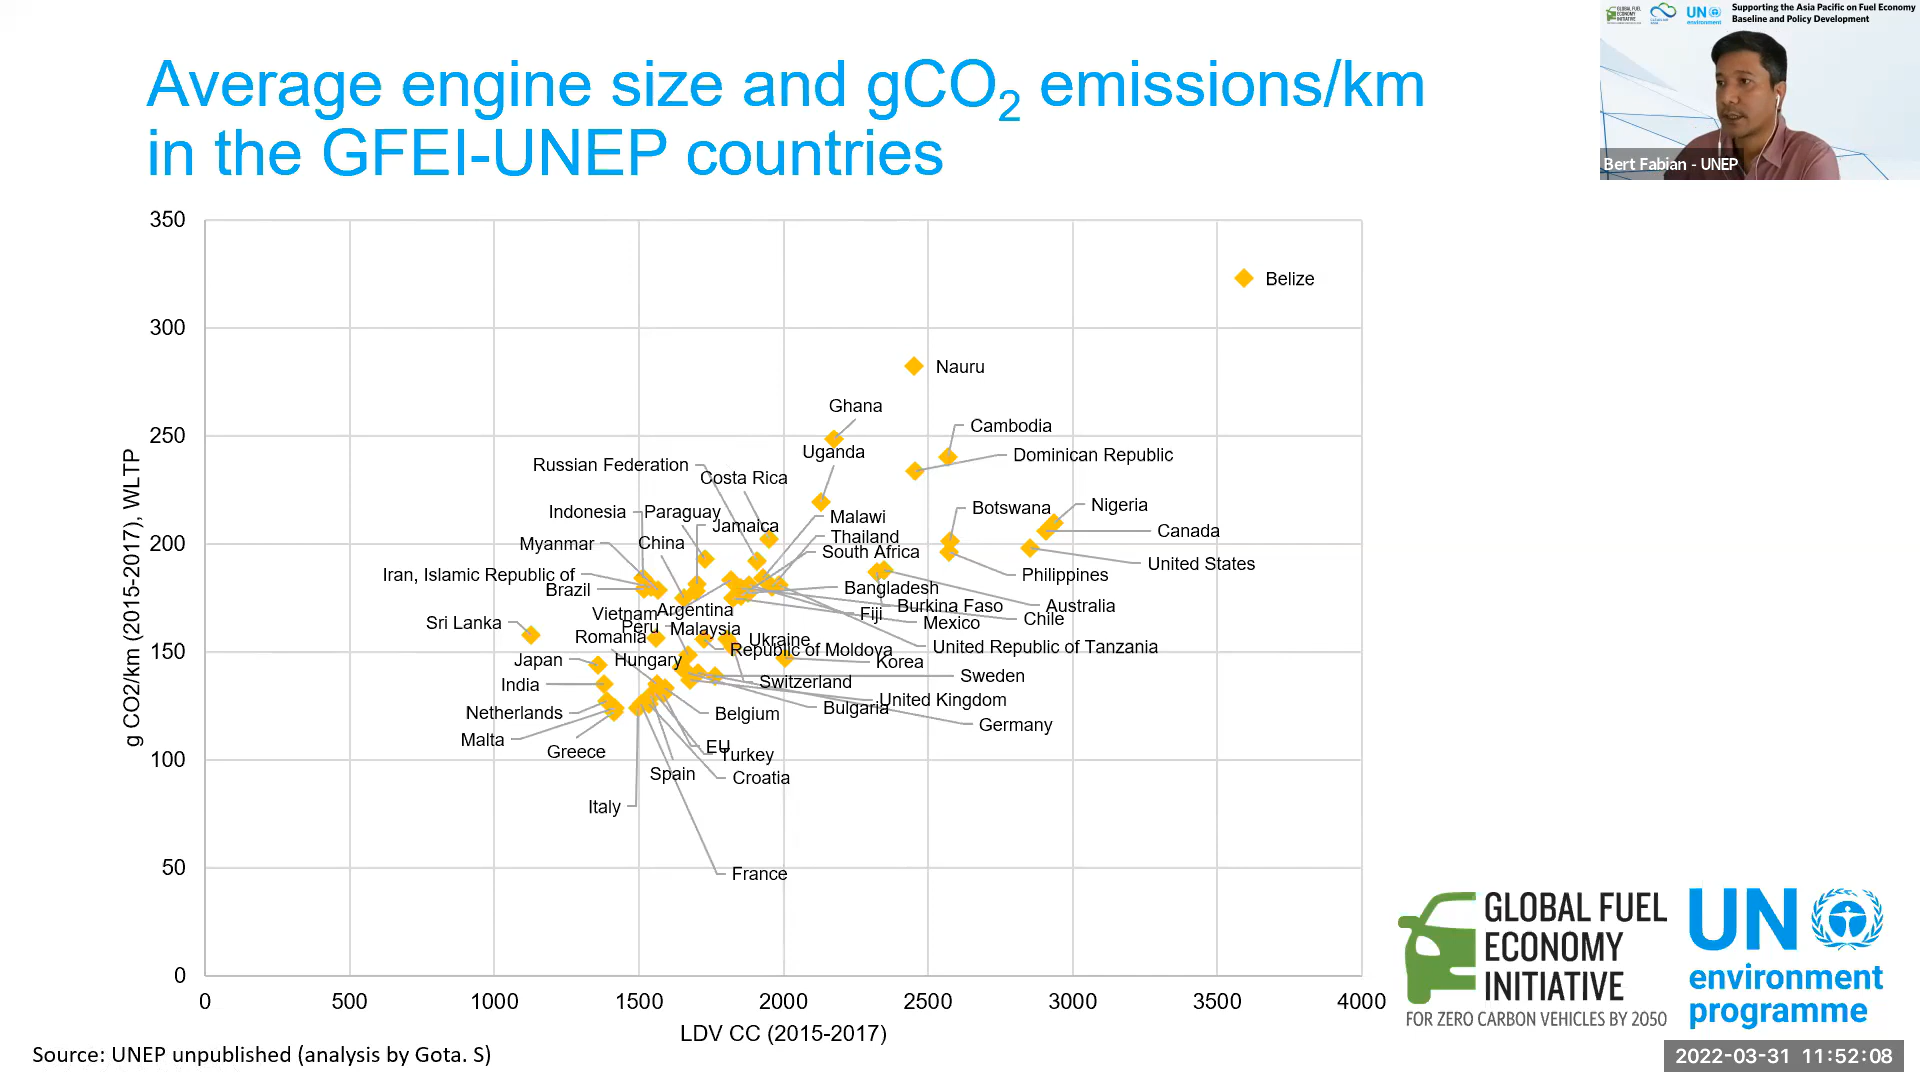 GLOBAL FUEL
ECONOMY
INITIATIVE
UN
environment
Supporting the Asia Pacific on Fuel Economy
Baseline and Policy Development
Bert Fabian - UNEP
Average engine size and gCO2 emissions/km
in the GFEI-UNEP countries
g CO2/km (2015-2017), WLTP
350
300
250
200
150
100
50
0
Belize
Nauru
Ghana
Cambodia
Uganda
Dominican Republic
Russian Federation
Costa Rica
Indonesia
Paraguay
Malawi
Botswana
Nigeria
Jamaica
Thailand
Canada
Myanmar
China
South Africa
United States
Iran, Islamic Republic of
Philippines
Brazil
Bangladesh
Vietnam
Argentina
Fiji
Burkina Faso
Australia
Sri Lanka
Peru
Malaysia
Mexico
Chile
Romania
Ukraine
Republic of Moldova
United Republic of Tanzania
Japan
Hungary
Korea
India
Switzerland
Sweden
Netherlands
Belgium
Bulgaria
United Kingdom
Malta
Greece
EU
Turkey
Germany
Spain
Croatia
Italy
France
0
500
1000
1500
2000
2500
3000
3500
4000
LDV CC (2015-2017)
Source: UNEP unpublished (analysis by Gota. S)
GLOBAL FUEL
ECONOMY
INITIATIVE
FOR ZERO CARBON VEHICLES BY 2050
UN
environment
programme
2022-03-31 11:52:08